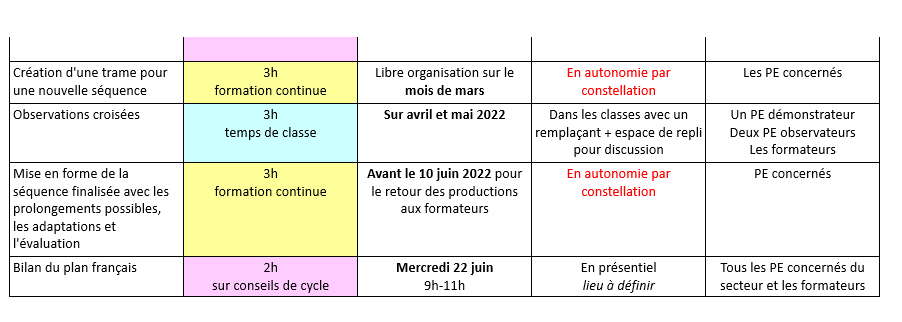 Création d'une trame pour
une nouvelle séquence
3h
formation continue
Libre organisation sur le
mois de mars
En autonomie par
constellation
Les PE concernés
Observations croisées
3h
temps de classe
Sur avril et mai 2022
Dans les classes avec un
remplaçant + espace de repli
pour discussion
Un PE démonstrateur
Deux PE observateurs
Les formateurs
Mise en forme de la
séquence finalisée avec les
prolongements possibles,
les adaptations et
l'évaluation
3h
formation continue
Avant le 10 juin 2022 pour
le retour des productions
aux formateurs
En autonomie par
constellation
PE concernés
Bilan du plan français
2h
sur conseils de cycle
Mercredi 22 juin
9h-11h
En présentiel
lieu à définir
Tous les PE concernés du
secteur et les formateurs